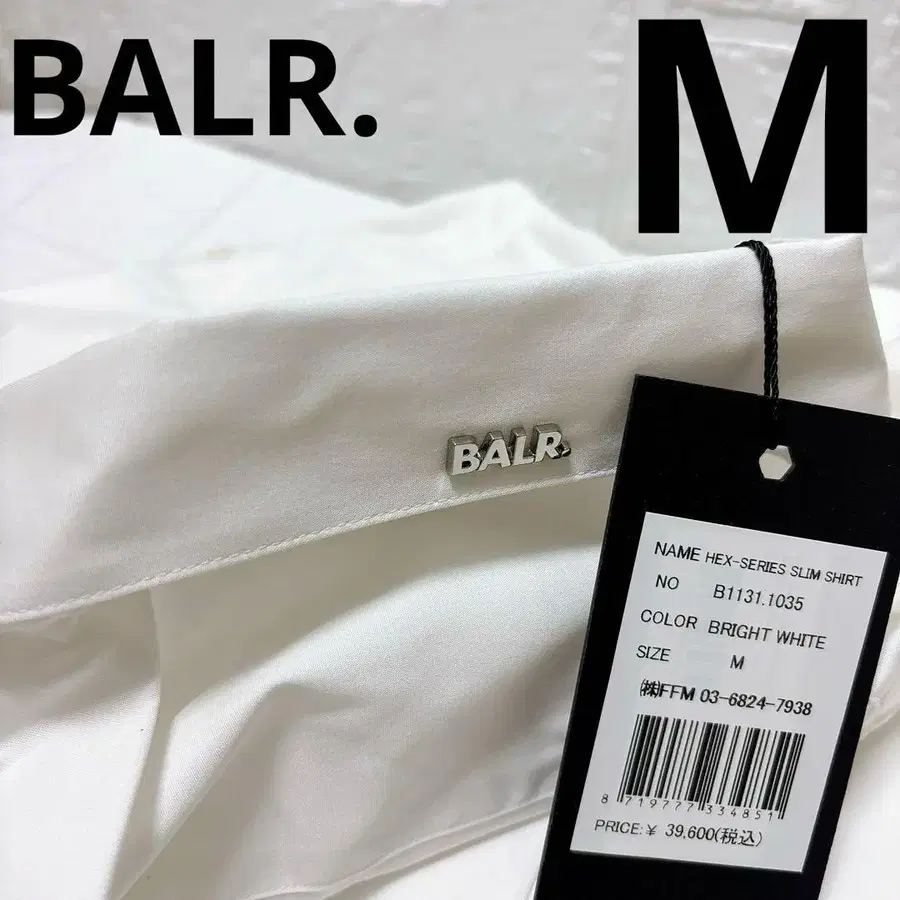 BALR.
M
BALR.
NAME HEX-SERIES SLIM SHIRT
NO B1131.1035
COLOR BRIGHT WHITE
SIZE M
㈱FFM 03-6824-7938
8 719777 334851
PRICE:¥ 39,600(税込)